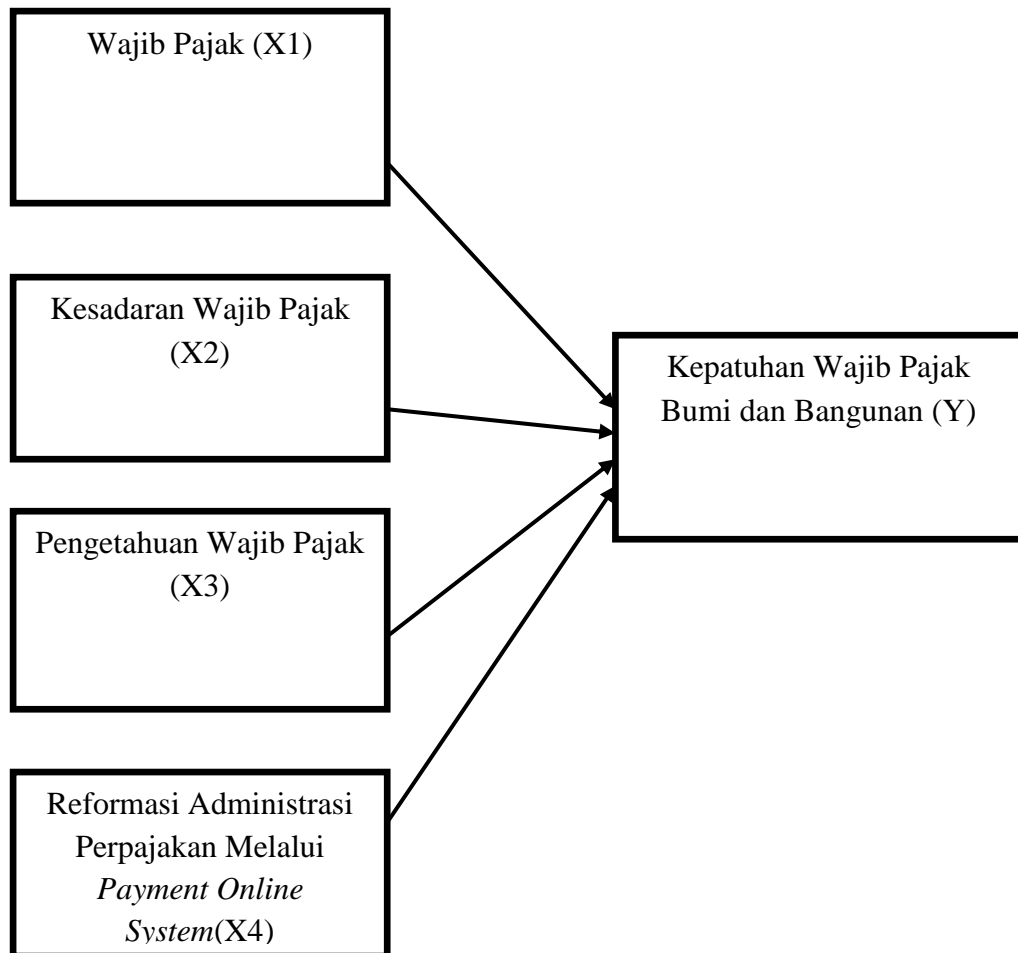 Wajib Pajak (X1)
Kesadaran Wajib Pajak
(X2)
Pengetahuan Wajib Pajak
(X3)
Reformasi Administrasi
Perpajakan Melalui
Payment Online
System(X4)
Kepatuhan Wajib Pajak
Bumi dan Bangunan (Y)